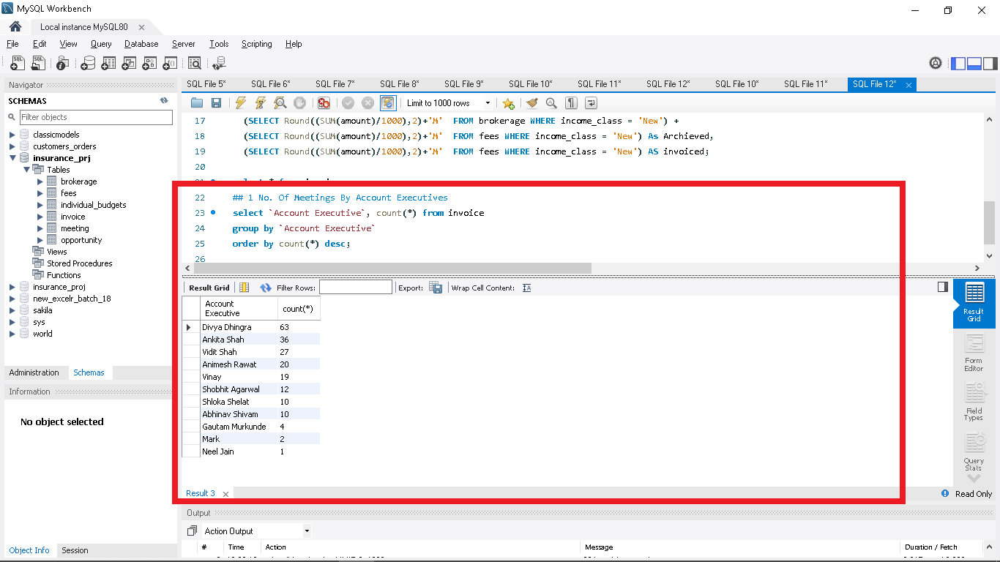 MySQL Workbench
Local instance MySQL80
File Edit View Query Database Server Tools Scripting Help
Navigator
SCHEMAS
Filter objects
classicmodels
customers_orders
insurance_prj
Tables
brokerage
fees
individual_budgets
invoice
meeting
opportunity
Views
Stored Procedures
Functions
insurance_proj
new_excelr_batch_18
sakila
sys
world
Administration Schemas
Information
No object selected
Object Info Session
SQL File 5* SQL File 6* SQL File 7* SQL File 8* SQL File 9* SQL File 10* SQL File 11* SQL File 12* SQL File 10* SQL File 11* SQL File 12*
Limit to 1000 rows
17 (SELECT Round((SUM(amount)/1000),2)+'M' FROM brokerage WHERE income_class = 'New') +
18 (SELECT Round((SUM(amount)/1000),2)+'M' FROM fees WHERE income_class = 'New') As Archieved,
19 (SELECT Round((SUM(amount)/1000),2)+'M' FROM fees WHERE income_class = 'New') AS invoiced;
20
22 ## 1 No. Of Meetings By Account Executives
23 select `Account Executive`, count(*) from invoice
24 group by `Account Executive`
25 order by count(*) desc;
26
Result Grid Filter Rows: Export: Wrap Cell Content:
Account Executive count(*)
Divya Dhingra 63
Ankita Shah 36
Vidit Shah 27
Animesh Rawat 20
Vinay 19
Shobhit Agarwal 12
Shloka Shelat 10
Abhinav Shivam 10
Gautam Murkunde 4
Mark 2
Neel Jain 1
Result Grid
Form Editor
Field Types
Query Stats
Result 3
Read Only
Output
Action Output
# Time Action Message Duration / Fetch